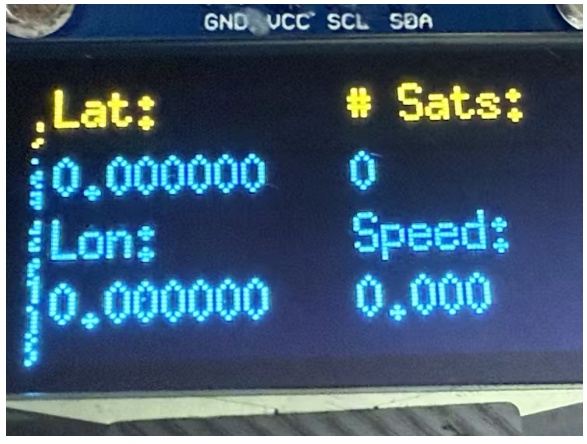 GND VCC SCL SDA
Lat: # Sats:
0.000000 0
Lon: Speed:
0.000000 0.000